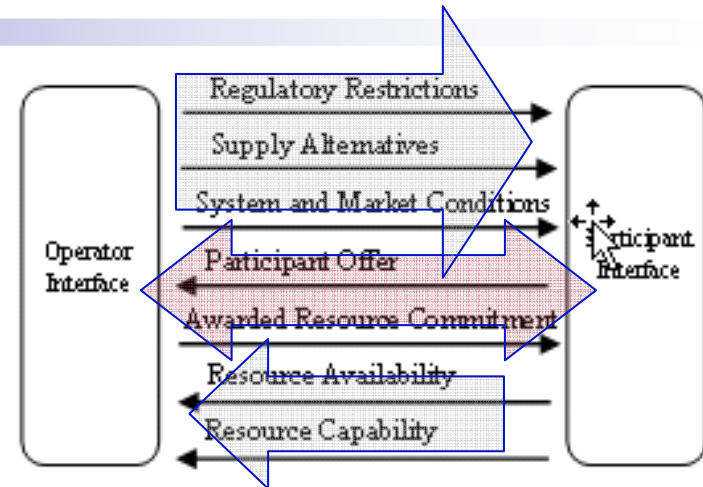 Regulatory Restrictions
Supply Alternatives
System and Market Conditions
Operator
Interface
Participant Offer
Participant
Interface
Awarded Resource Commitment
Resource Availability
Resource Capability